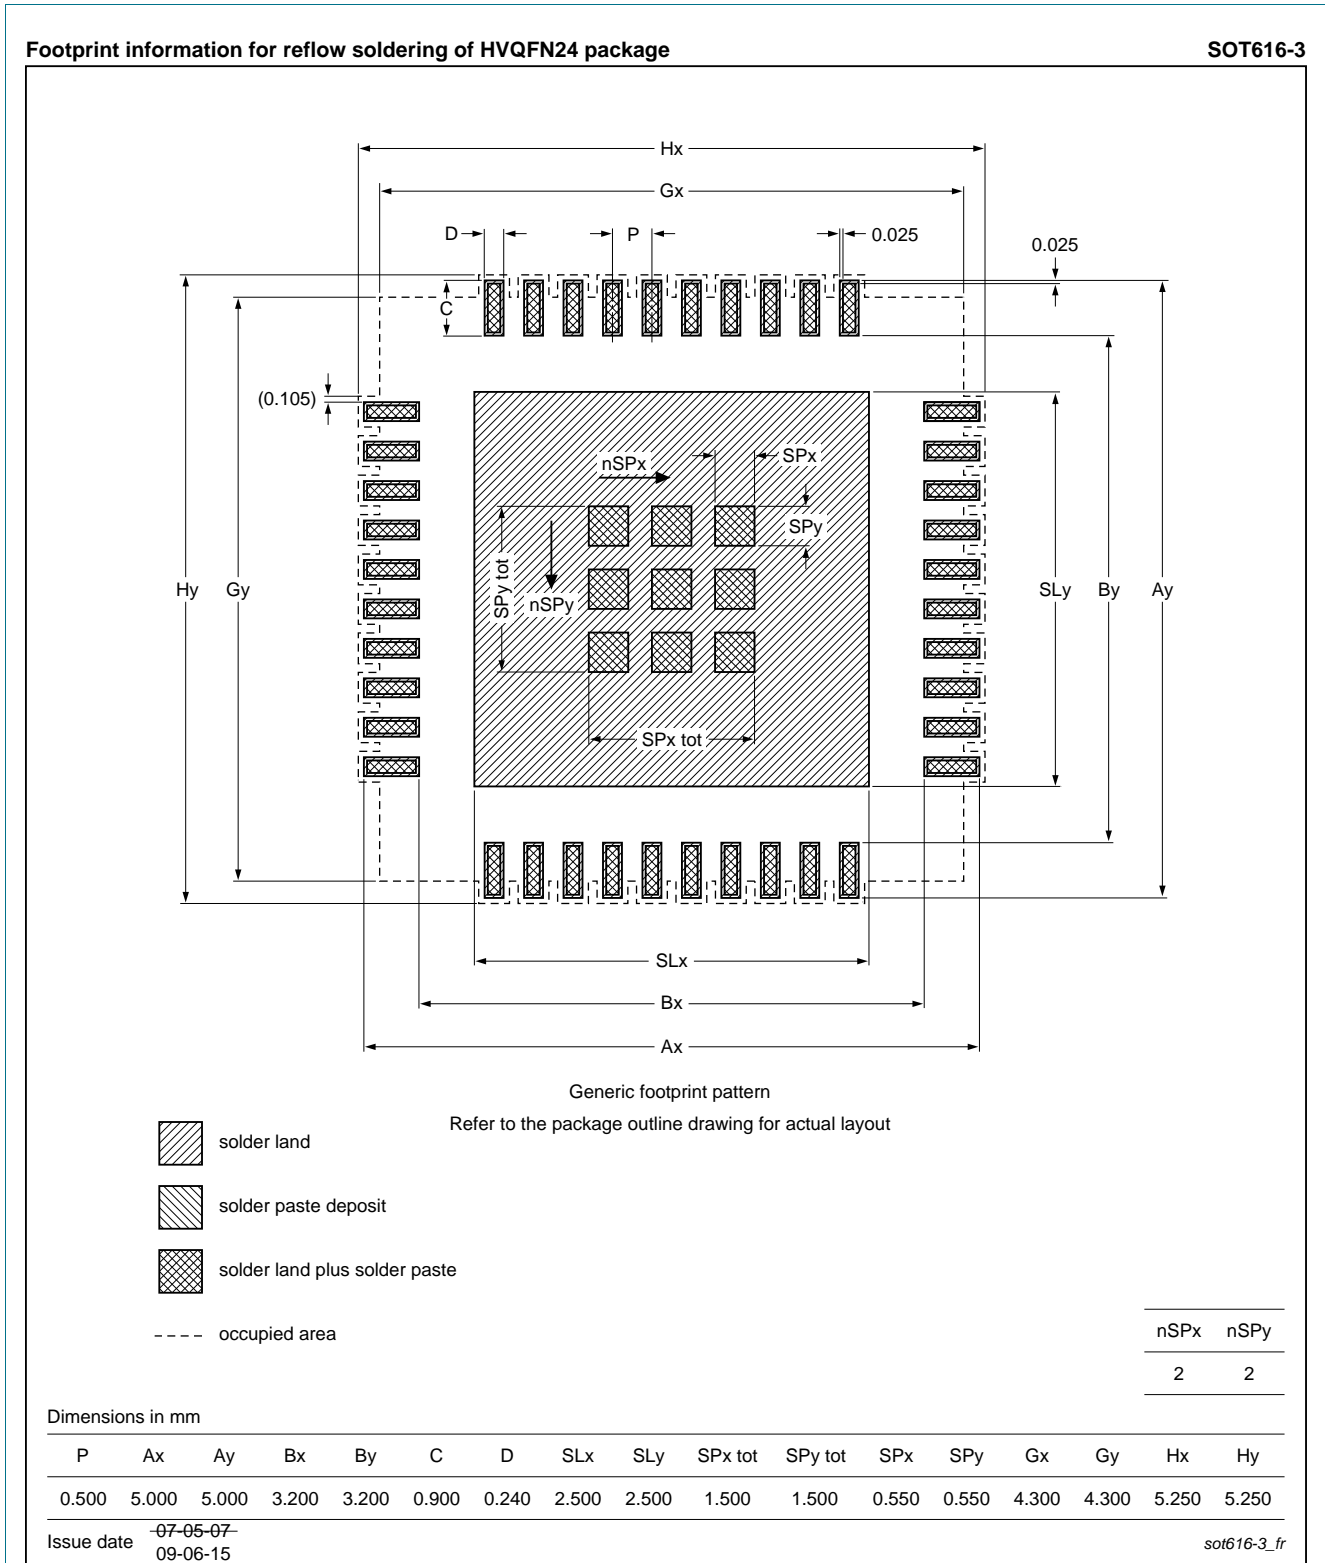 Footprint information for reflow soldering of HVQFN24 package SOT616-3
Hx
Gx
D P 0.025
0.025
C
(0.105)
nSPx SPx
SPy
SPy tot
nSPy
Hy Gy SLy By Ay
SPx tot
SLx
Bx
Ax
Generic footprint pattern
Refer to the package outline drawing for actual layout
solder land
solder paste deposit
solder land plus solder paste
occupied area
nSPx nSPy
2 2
Dimensions in mm
P Ax Ay Bx By C D SLx SLy SPx tot SPy tot SPx SPy Gx Gy Hx Hy
0.500 5.000 5.000 3.200 3.200 0.900 0.240 2.500 2.500 1.500 1.500 0.550 0.550 4.300 4.300 5.250 5.250
Issue date 07-05-07
09-06-15
sot616-3_fr